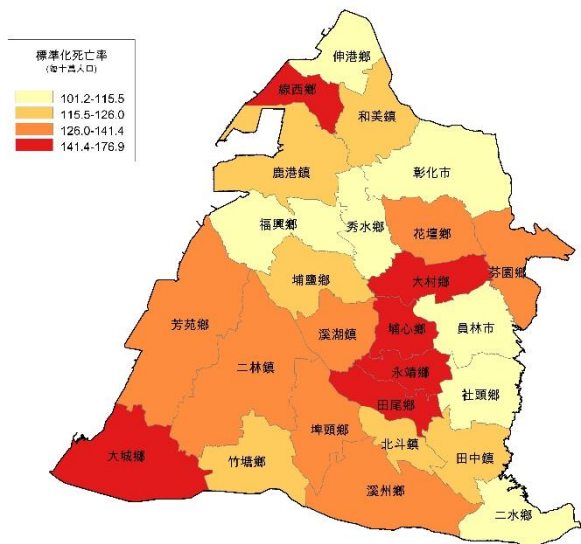 標準化死亡率
(每十萬人口)
101.2-115.5
115.5-126.0
126.0-141.4
141.4-176.9
伸港鄉
線西鄉
和美鎮
鹿港鎮
彰化市
福興鄉
秀水鄉
花壇鄉
芬園鄉
埔鹽鄉
大村鄉
芳苑鄉
溪湖鎮
埔心鄉
員林市
二林鎮
永靖鄉
社頭鄉
田尾鄉
埤頭鄉
北斗鎮
大城鄉
竹塘鄉
田中鎮
溪州鄉
二水鄉